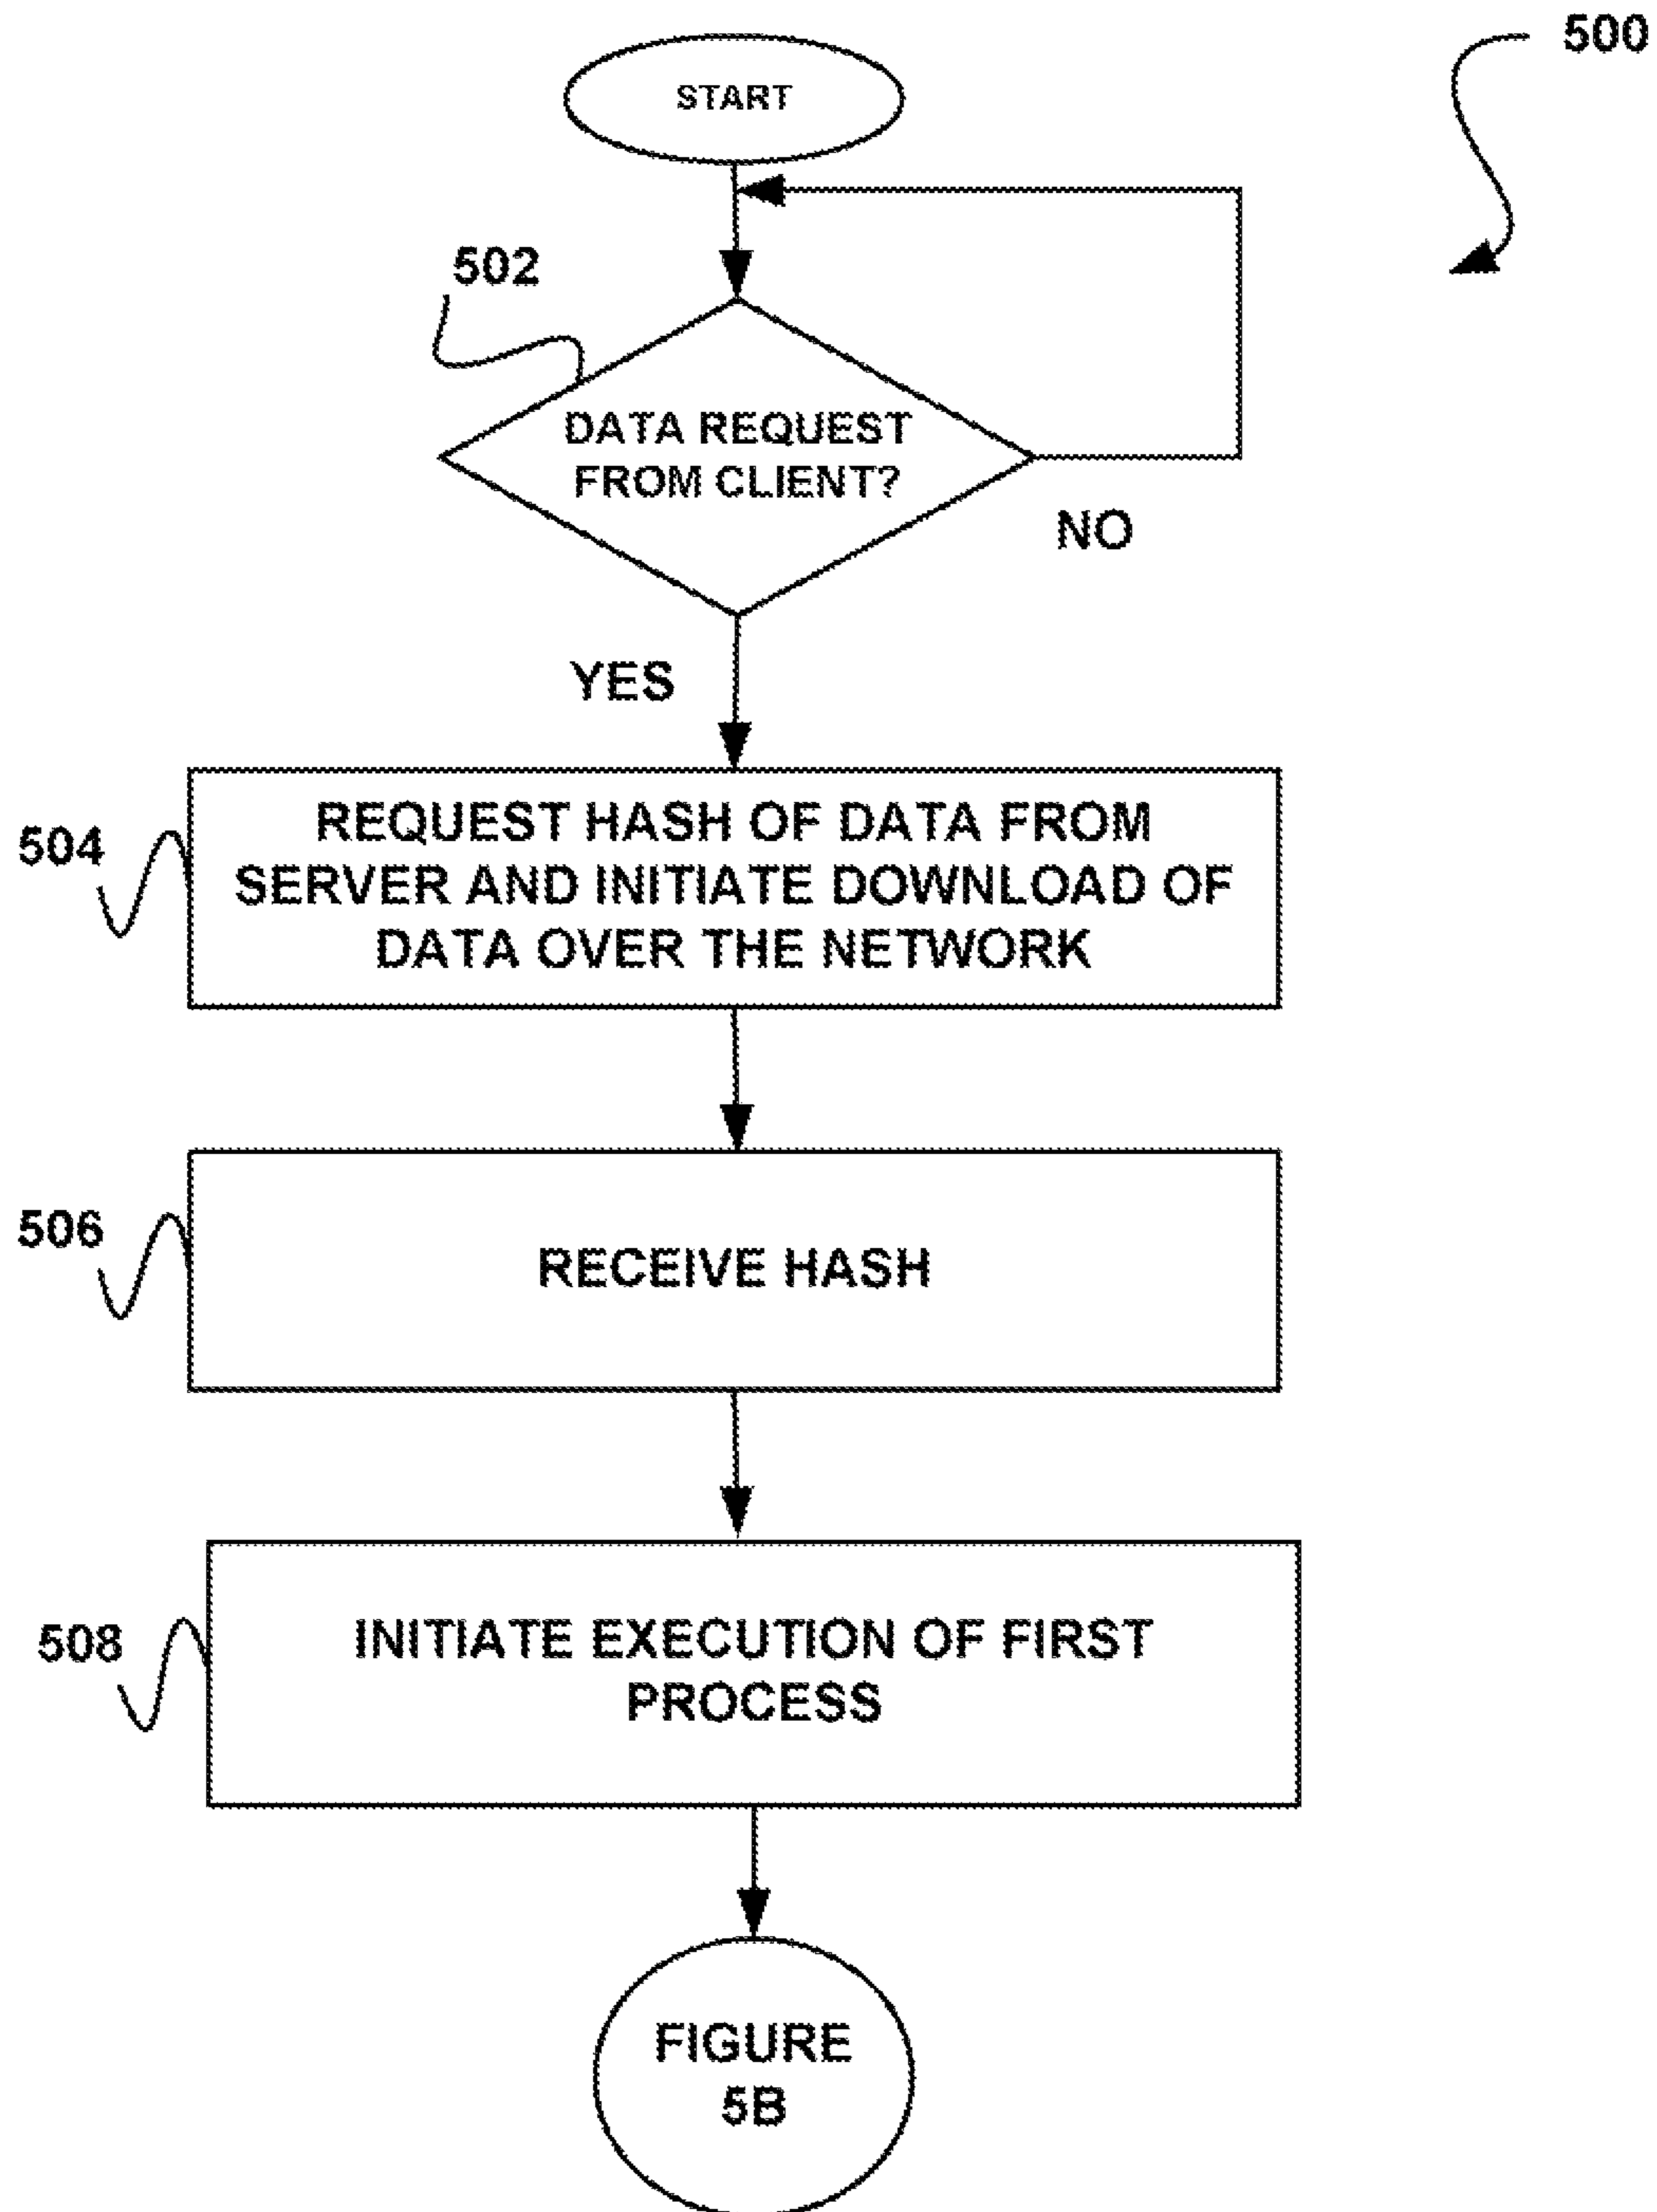 500
START
502
DATA REQUEST
FROM CLIENT?
NO
YES
504
REQUEST HASH OF DATA FROM
SERVER AND INITIATE DOWNLOAD OF
DATA OVER THE NETWORK
506
RECEIVE HASH
508
INITIATE EXECUTION OF FIRST
PROCESS
FIGURE
5B